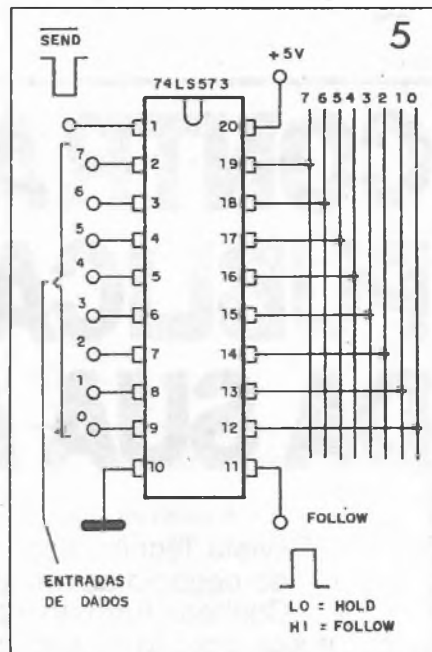 SEND
5
+5V
74LS573
7 6 5 4 3 2 1 0
1 20
7 2 19
6 3 18
5 4 17
4 5 16
3 6 15
2 7 14
1 8 13
0 9 12
10 11
FOLLOW
ENTRADAS
DE DADOS
LO = HOLD
HI = FOLLOW